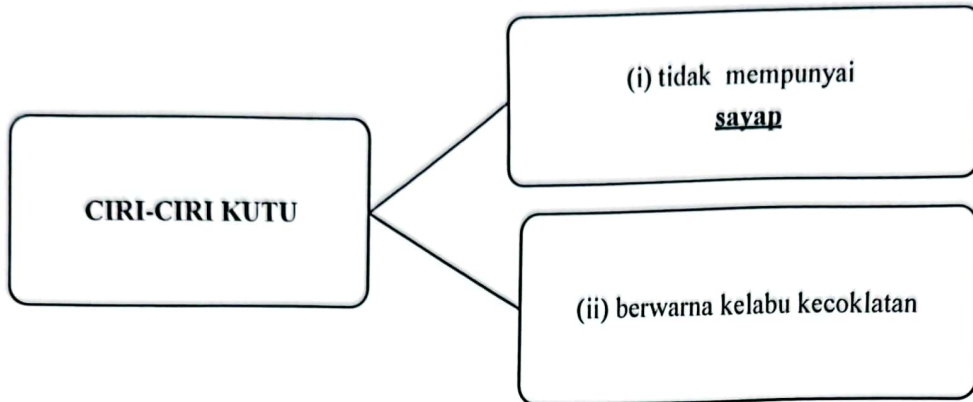 (i) tidak mempunyai
sayap
CIRI-CIRI KUTU
(ii) berwarna kelabu kecoklatan